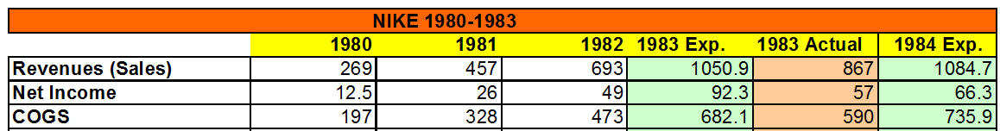 NIKE 1980-1983
1980 1981 1982 1983 Exp. 1983 Actual 1984 Exp.
Revenues (Sales) 269 457 693 1050.9 867 1084.7
Net Income 12.5 26 49 92.3 57 66.3
COGS 197 328 473 682.1 590 735.9